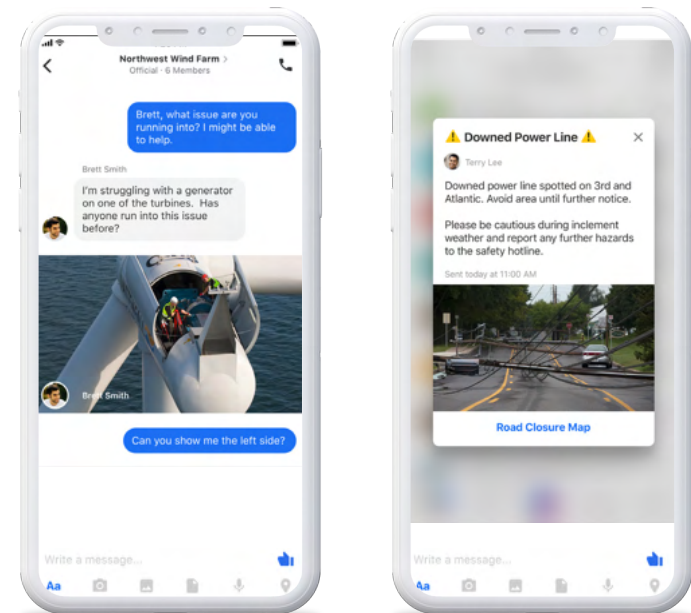 Northwest Wind Farm >
Official · 6 Members
Brett, what issue are you
running into? I might be able
to help.
Brett Smith
I'm struggling with a generator
on one of the turbines. Has
anyone run into this issue
before?
Brett Smith
Can you show me the left side?
Write a message...
Aa
⚠️ Downed Power Line ⚠️
Terry Lee
Downed power line spotted on 3rd and
Atlantic. Avoid area until further notice.
Please be cautious during inclement
weather and report any further hazards
to the safety hotline.
Sent today at 11:00 AM
Road Closure Map
Write a message...
Aa